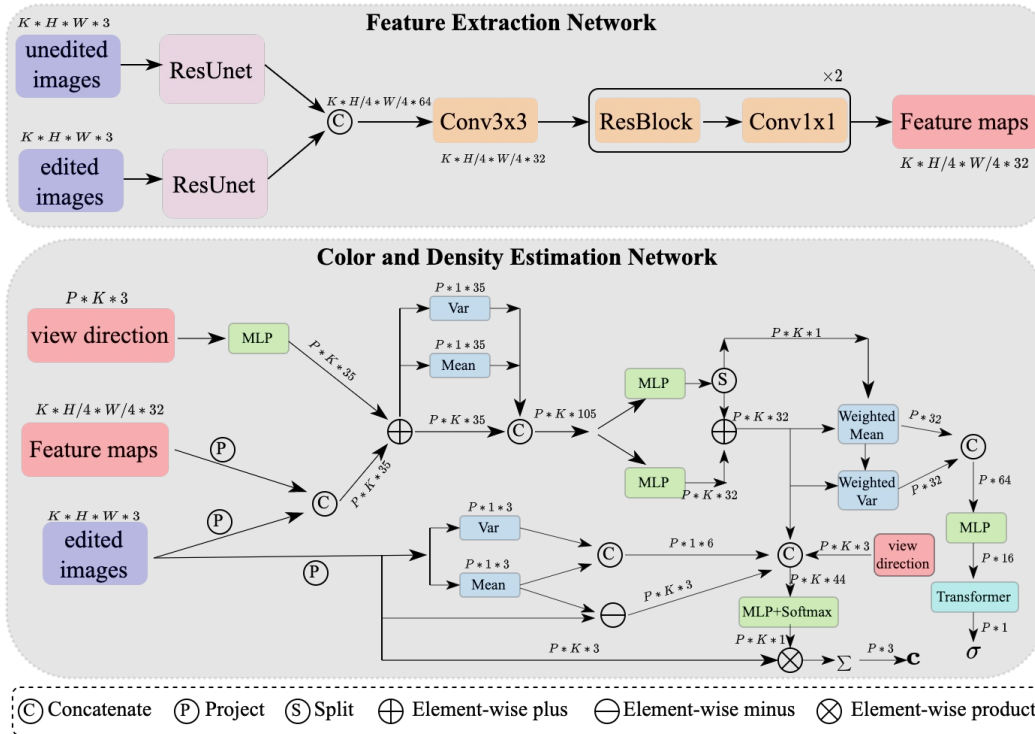 Feature Extraction Network
K * H * W * 3
unedited
images
ResUnet
K * H * W * 3
edited
images
ResUnet
C
K * H/4 * W/4 * 64
Conv3x3
K * H/4 * W/4 * 32
×2
ResBlock
Conv1x1
Feature maps
K * H/4 * W/4 * 32
Color and Density Estimation Network
P * K * 3
view direction
MLP
P * K * 35
K * H/4 * W/4 * 32
Feature maps
P
K * H * W * 3
edited
images
P
P
C
P * K * 35
P * 1 * 35
Var
P * 1 * 35
Mean
P * K * 35
C
P * K * 105
MLP
S
P * K * 1
MLP
P * K * 32
P * K * 32
Weighted
Mean
Weighted
Var
P * 32
P * 32
C
P * 64
MLP
P * 16
Transformer
P * 1
σ
P * 1 * 3
Var
P * 1 * 3
Mean
C
P * 1 * 6
P * K * 3
C
P * K * 3
view
direction
P * K * 44
MLP+Softmax
P * K * 1
P * K * 3
Σ
P * 3
c
C Concatenate
P Project
S Split
Element-wise plus
Element-wise minus
Element-wise product